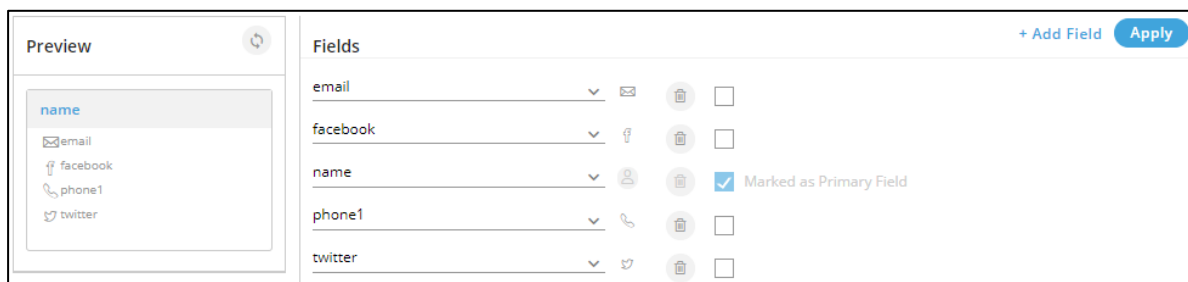 Preview
name
email
facebook
phone1
twitter
Fields
+ Add Field
Apply
email
facebook
name
Marked as Primary Field
phone1
twitter